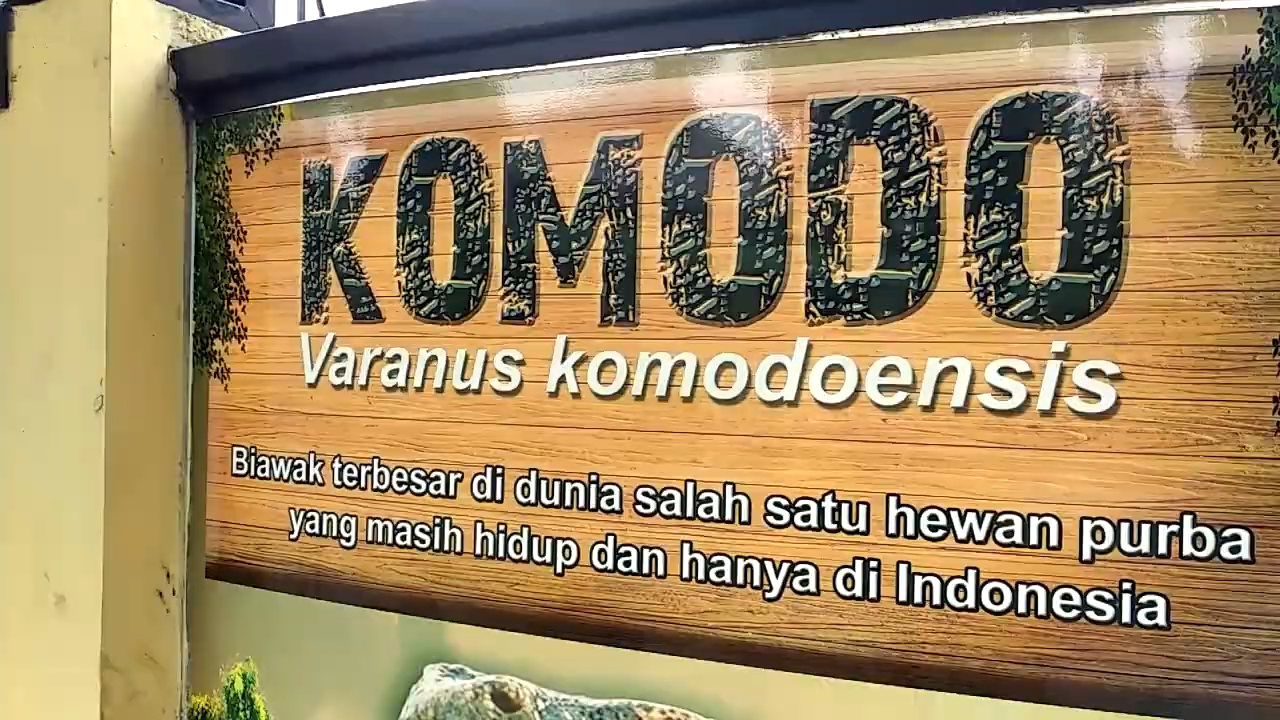 KOMODO
Varanus komodoensis
Biawak terbesar di dunia salah satu hewan purba
yang masih hidup dan hanya di Indonesia